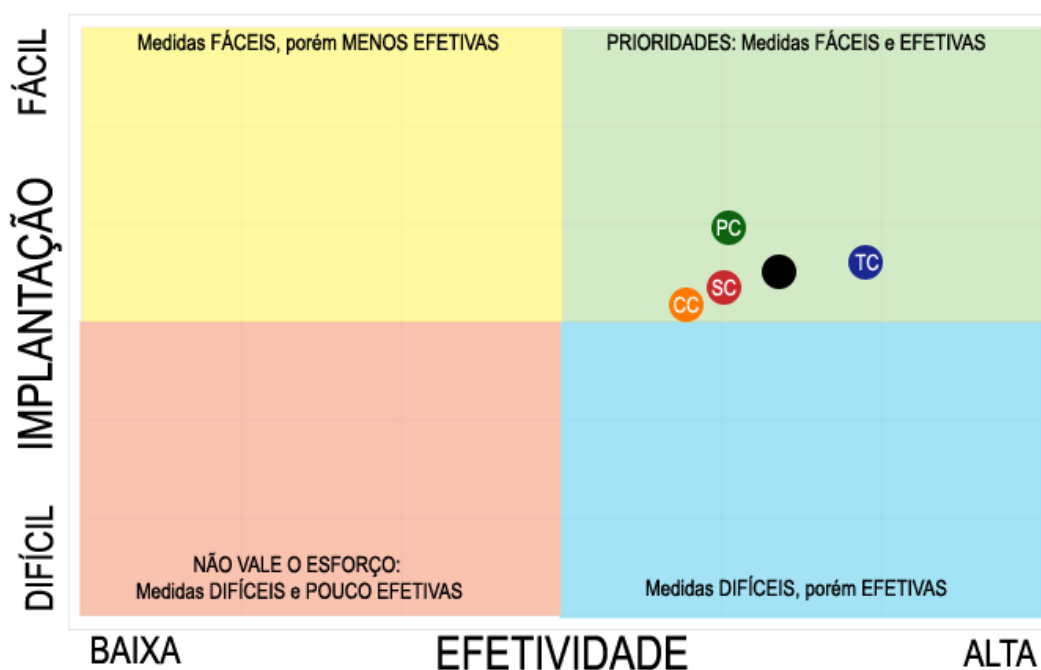 Medidas FÁCEIS, porém MENOS EFETIVAS
PRIORIDADES: Medidas FÁCEIS e EFETIVAS
FÁCIL
IMPLANTAÇÃO
DIFÍCIL
PC
TC
SC
CC
NÃO VALE O ESFORÇO:
Medidas DIFÍCEIS e POUCO EFETIVAS
Medidas DIFÍCEIS, porém EFETIVAS
BAIXA
EFETIVIDADE
ALTA